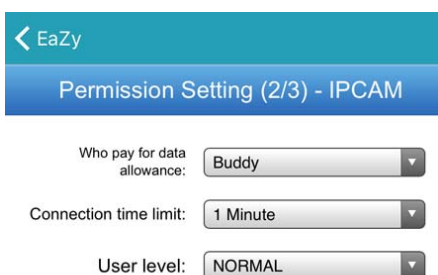 EaZy
Permission Setting (2/3) - IPCAM
Who pay for data
allowance:
Buddy
Connection time limit: 1 Minute
User level: NORMAL